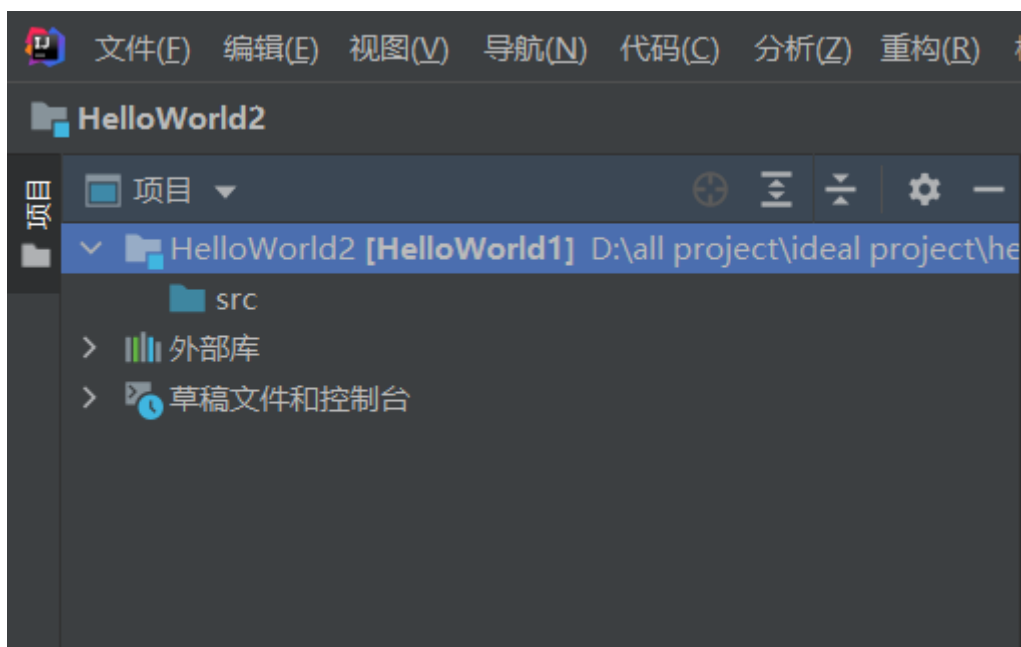 文件(F) 编辑(E) 视图(V) 导航(N) 代码(C) 分析(Z) 重构(R)
HelloWorld2
项目
项目
HelloWorld2 [HelloWorld1] D:\all project\ideal project\he
src
外部库
草稿文件和控制台